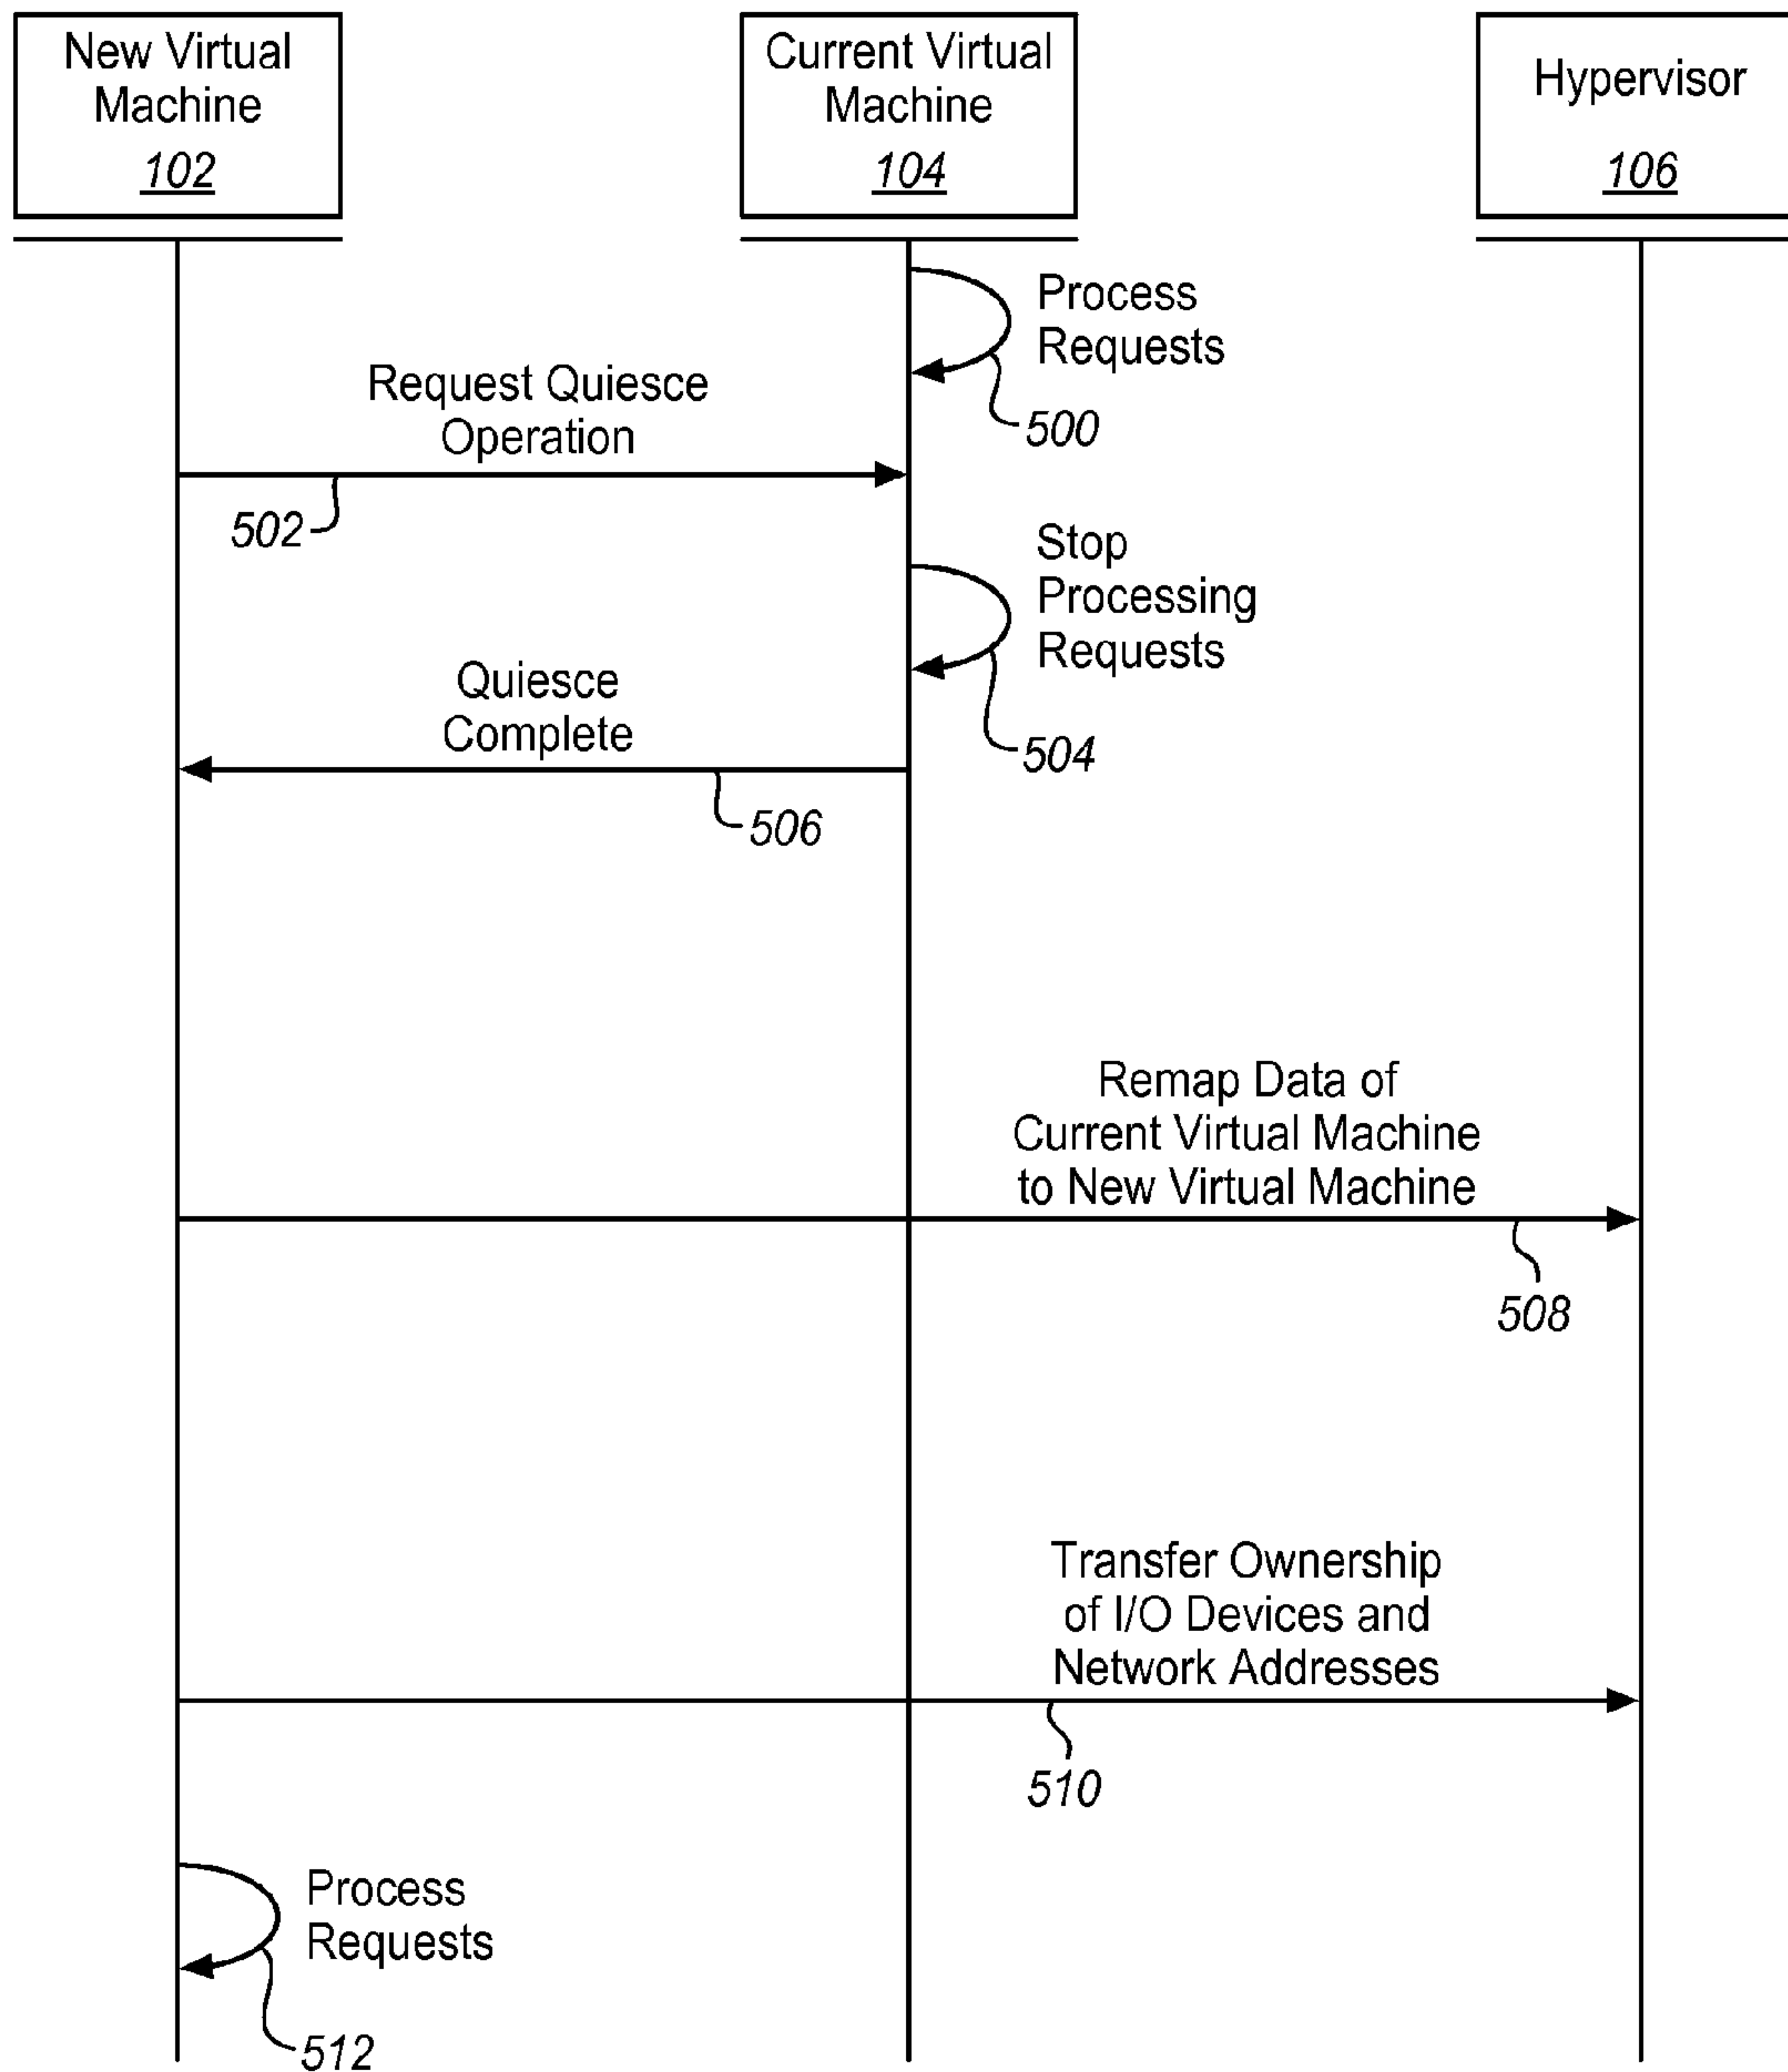 New Virtual
Machine
102
Current Virtual
Machine
104
Hypervisor
106
Process
Requests
500
Request Quiesce
Operation
502
Stop
Processing
Requests
504
Quiesce
Complete
506
Remap Data of
Current Virtual Machine
to New Virtual Machine
508
Transfer Ownership
of I/O Devices and
Network Addresses
510
Process
Requests
512